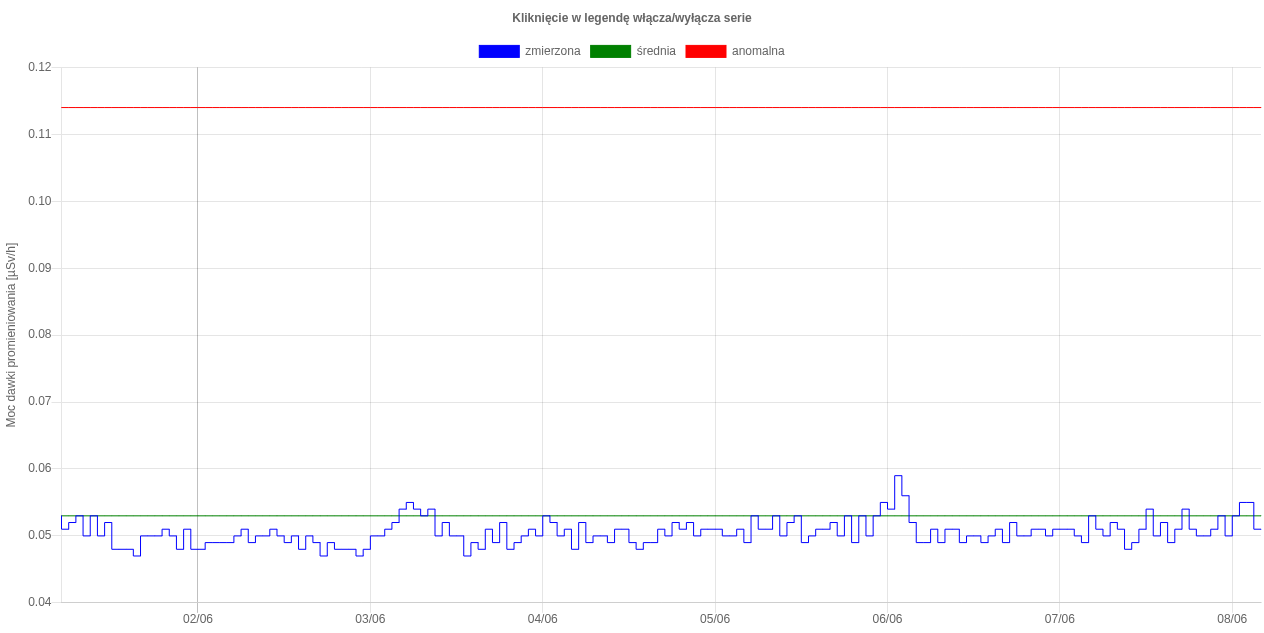 Kliknięcie w legendę włącza/wyłącza serie
zmierzona średnia anomalna
Moc dawki promieniowania [µSv/h]
0.12
0.11
0.10
0.09
0.08
0.07
0.06
0.05
0.04
02/06 03/06 04/06 05/06 06/06 07/06 08/06